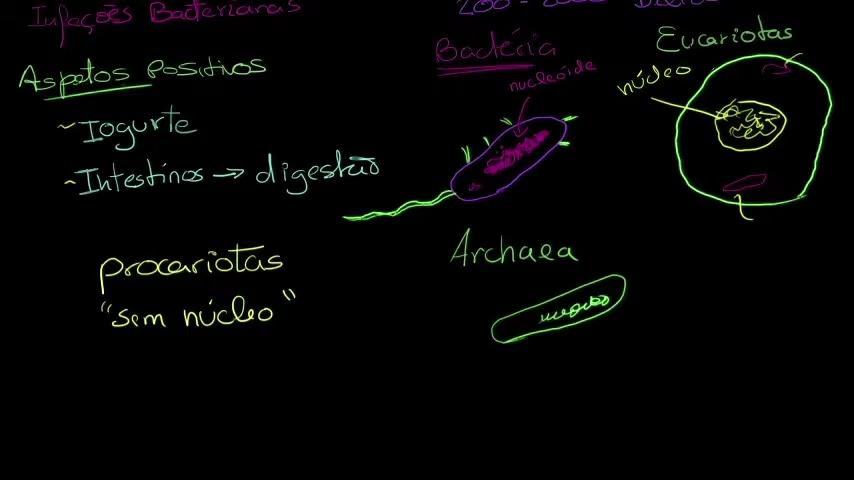 Infeções Bacterianas
Aspetos Positivos
~ Iogurte
~ Intestinos → digestão
procariotas
"sem núcleo"
Bactéria
nucleóide
Archaea
Eucariotas
núcleo